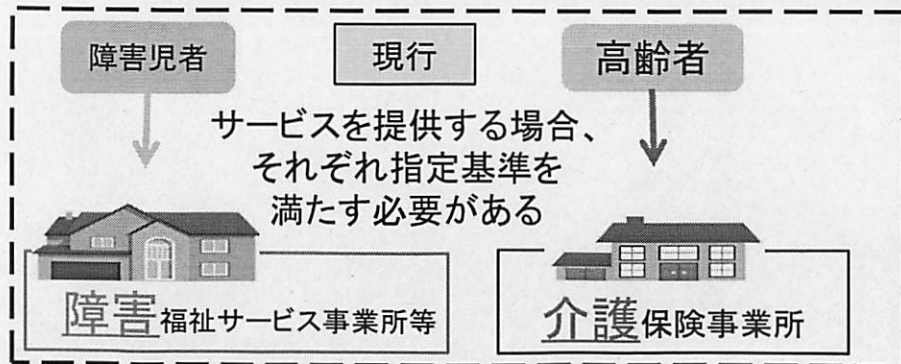 障害児者
現行
高齢者
サービスを提供する場合、
それぞれ指定基準を
満たす必要がある
障害福祉サービス事業所等
介護保険事業所